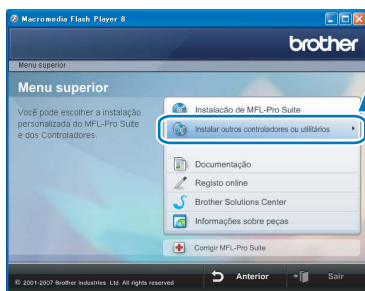 Macromedia Flash Player 8
brother
Menu superior
Menu superior
Você pode escolher a instalação
personalizada do MFL-Pro Suite
e dos Controladores.
Instalação de MFL-Pro Suite
Instalar outros controladores ou utilitários
Documentação
Registo online
Brother Solutions Center
Informações sobre peças
Corrigir MFL-Pro Suite
© 2001-2007 Brother Industries Ltd. All rights reserved
Anterior
Sair